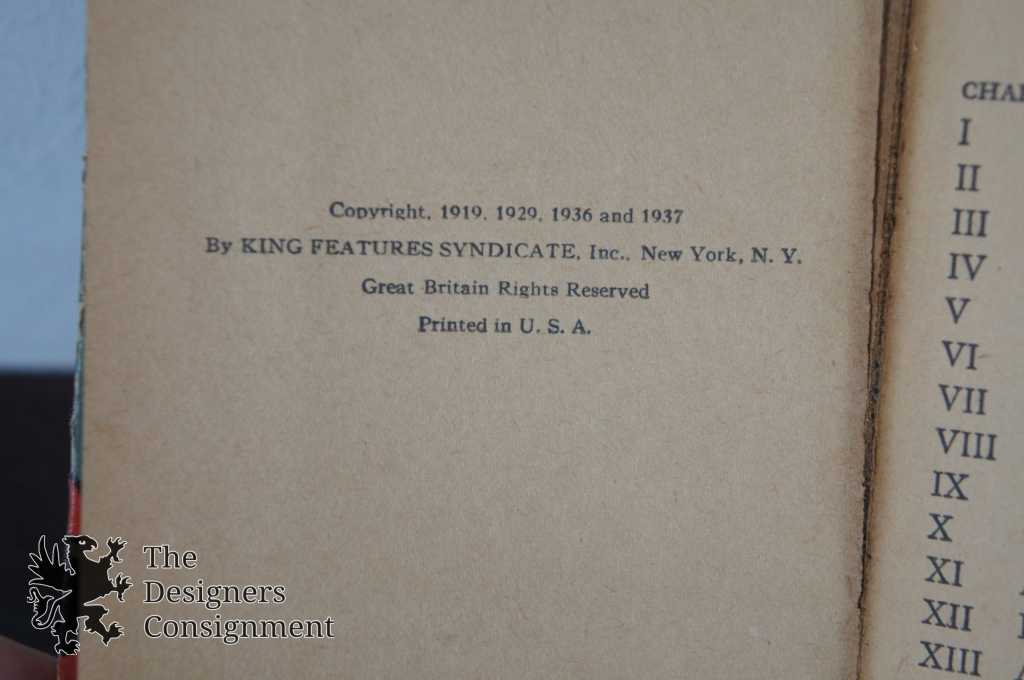 Copyright, 1919, 1929, 1936 and 1937
By KING FEATURES SYNDICATE, Inc., New York, N. Y.
Great Britain Rights Reserved
Printed in U. S. A.
I
II
III
IV
V
VI
VII
VIII
IX
X
XI
XII
XIII
The
Designers
Consignment